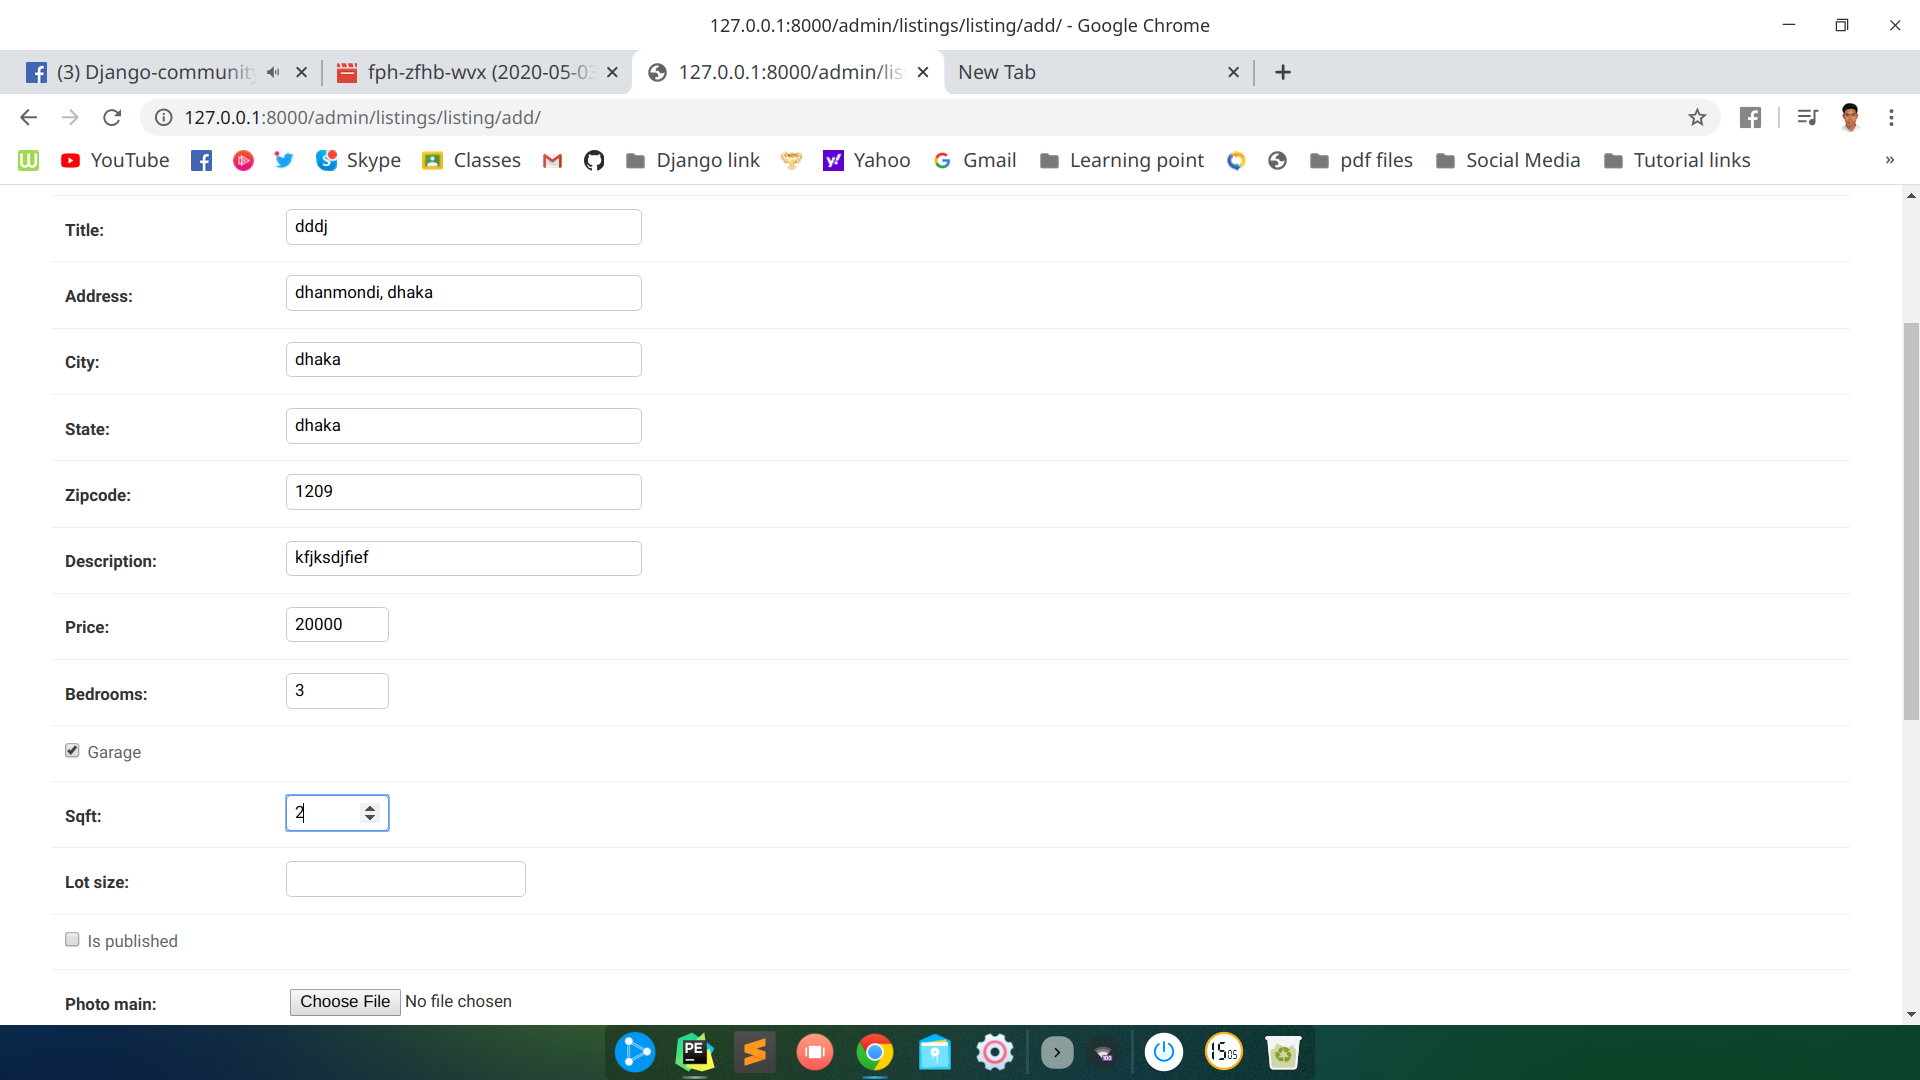 127.0.0.1:8000/admin/listings/listing/add/ - Google Chrome
(3) Django-community
fph-zfhb-wvx (2020-05-03
127.0.0.1:8000/admin/lis
New Tab
127.0.0.1:8000/admin/listings/listing/add/
YouTube
Skype
Classes
Django link
Yahoo
Gmail
Learning point
pdf files
Social Media
Tutorial links
»
Title: dddj
Address: dhanmondi, dhaka
City: dhaka
State: dhaka
Zipcode: 1209
Description: kfjksdjfief
Price: 20000
Bedrooms: 3
Garage
Sqft: 2
Lot size:
Is published
Photo main: Choose File No file chosen
PE
15 05